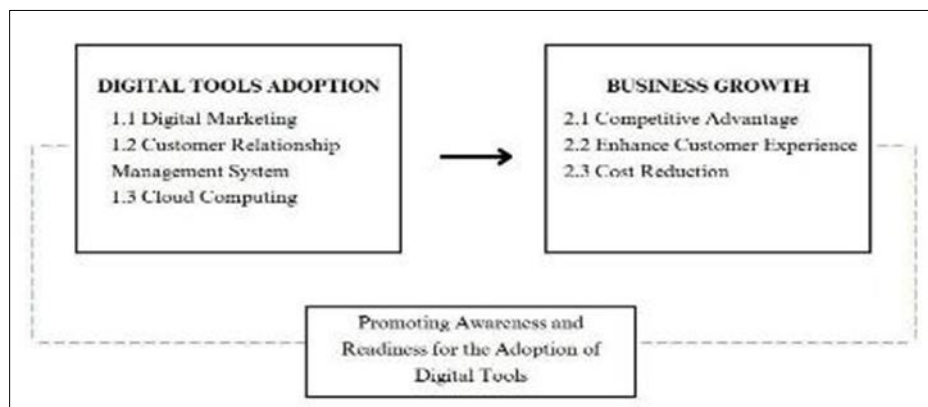 DIGITAL TOOLS ADOPTION
1.1 Digital Marketing
1.2 Customer Relationship
Management System
1.3 Cloud Computing
BUSINESS GROWTH
2.1 Competitive Advantage
2.2 Enhance Customer Experience
2.3 Cost Reduction
Promoting Awareness and
Readiness for the Adoption of
Digital Tools